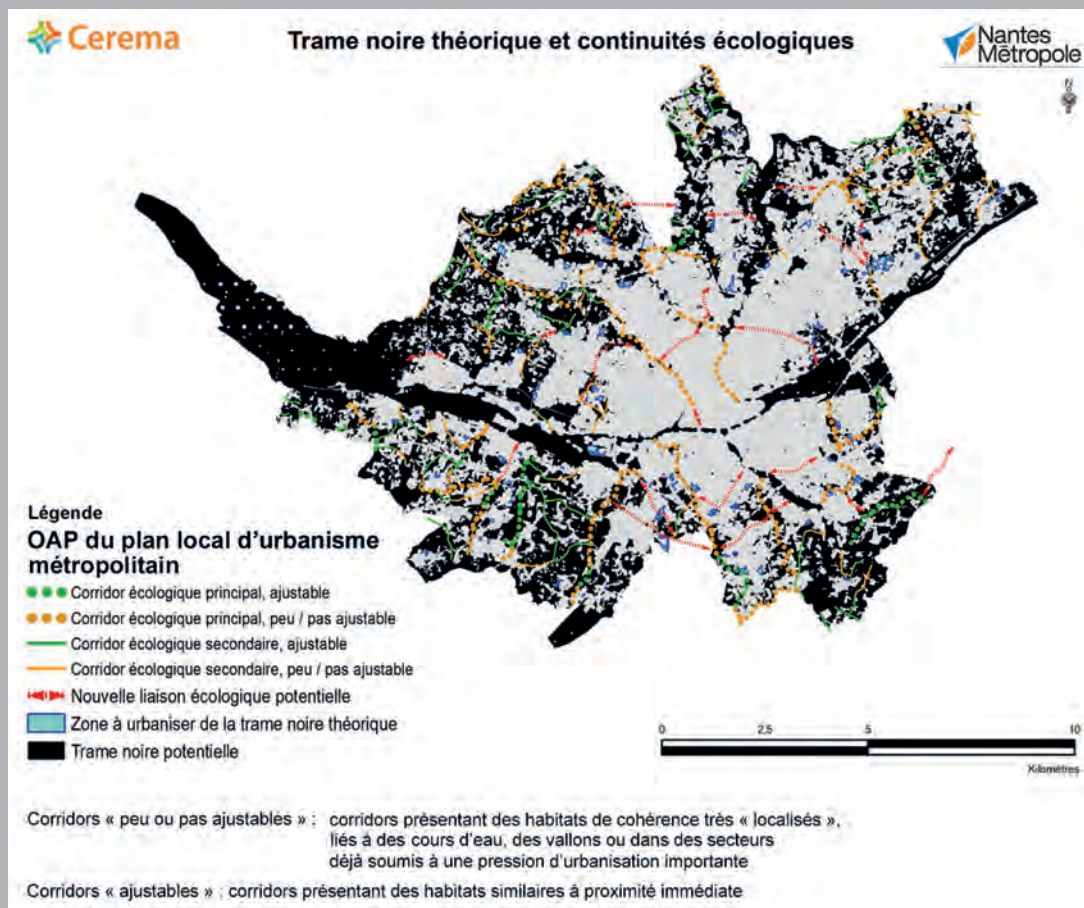 Cerema
Trame noire théorique et continuités écologiques
Nantes
Métropole
N
Légende
OAP du plan local d'urbanisme
métropolitain
Corridor écologique principal, ajustable
Corridor écologique principal, peu / pas ajustable
Corridor écologique secondaire, ajustable
Corridor écologique secondaire, peu / pas ajustable
Nouvelle liaison écologique potentielle
Zone à urbaniser de la trame noire théorique
Trame noire potentielle
0 2,5 5 10
Kilomètres
Corridors « peu ou pas ajustables » : corridors présentant des habitats de cohérence très « localisés »,
liés à des cours d'eau, des vallons ou dans des secteurs
déjà soumis à une pression d'urbanisation importante
Corridors « ajustables » : corridors présentant des habitats similaires à proximité immédiate